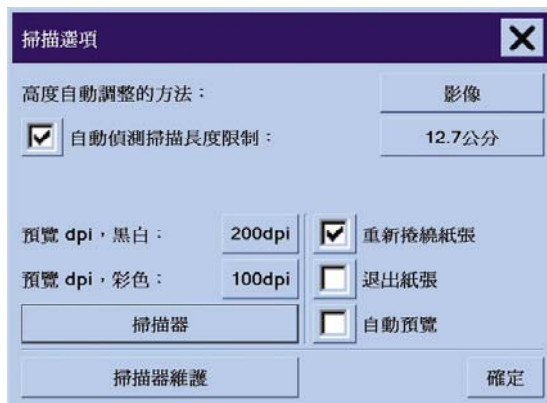 掃描選項
高度自動調整的方法： 影像
自動偵測掃描長度限制： 12.7公分
預覽 dpi，黑白： 200dpi 重新捲繞紙張
預覽 dpi，彩色： 100dpi 退出紙張
掃描器 自動預覽
掃描器維護 確定